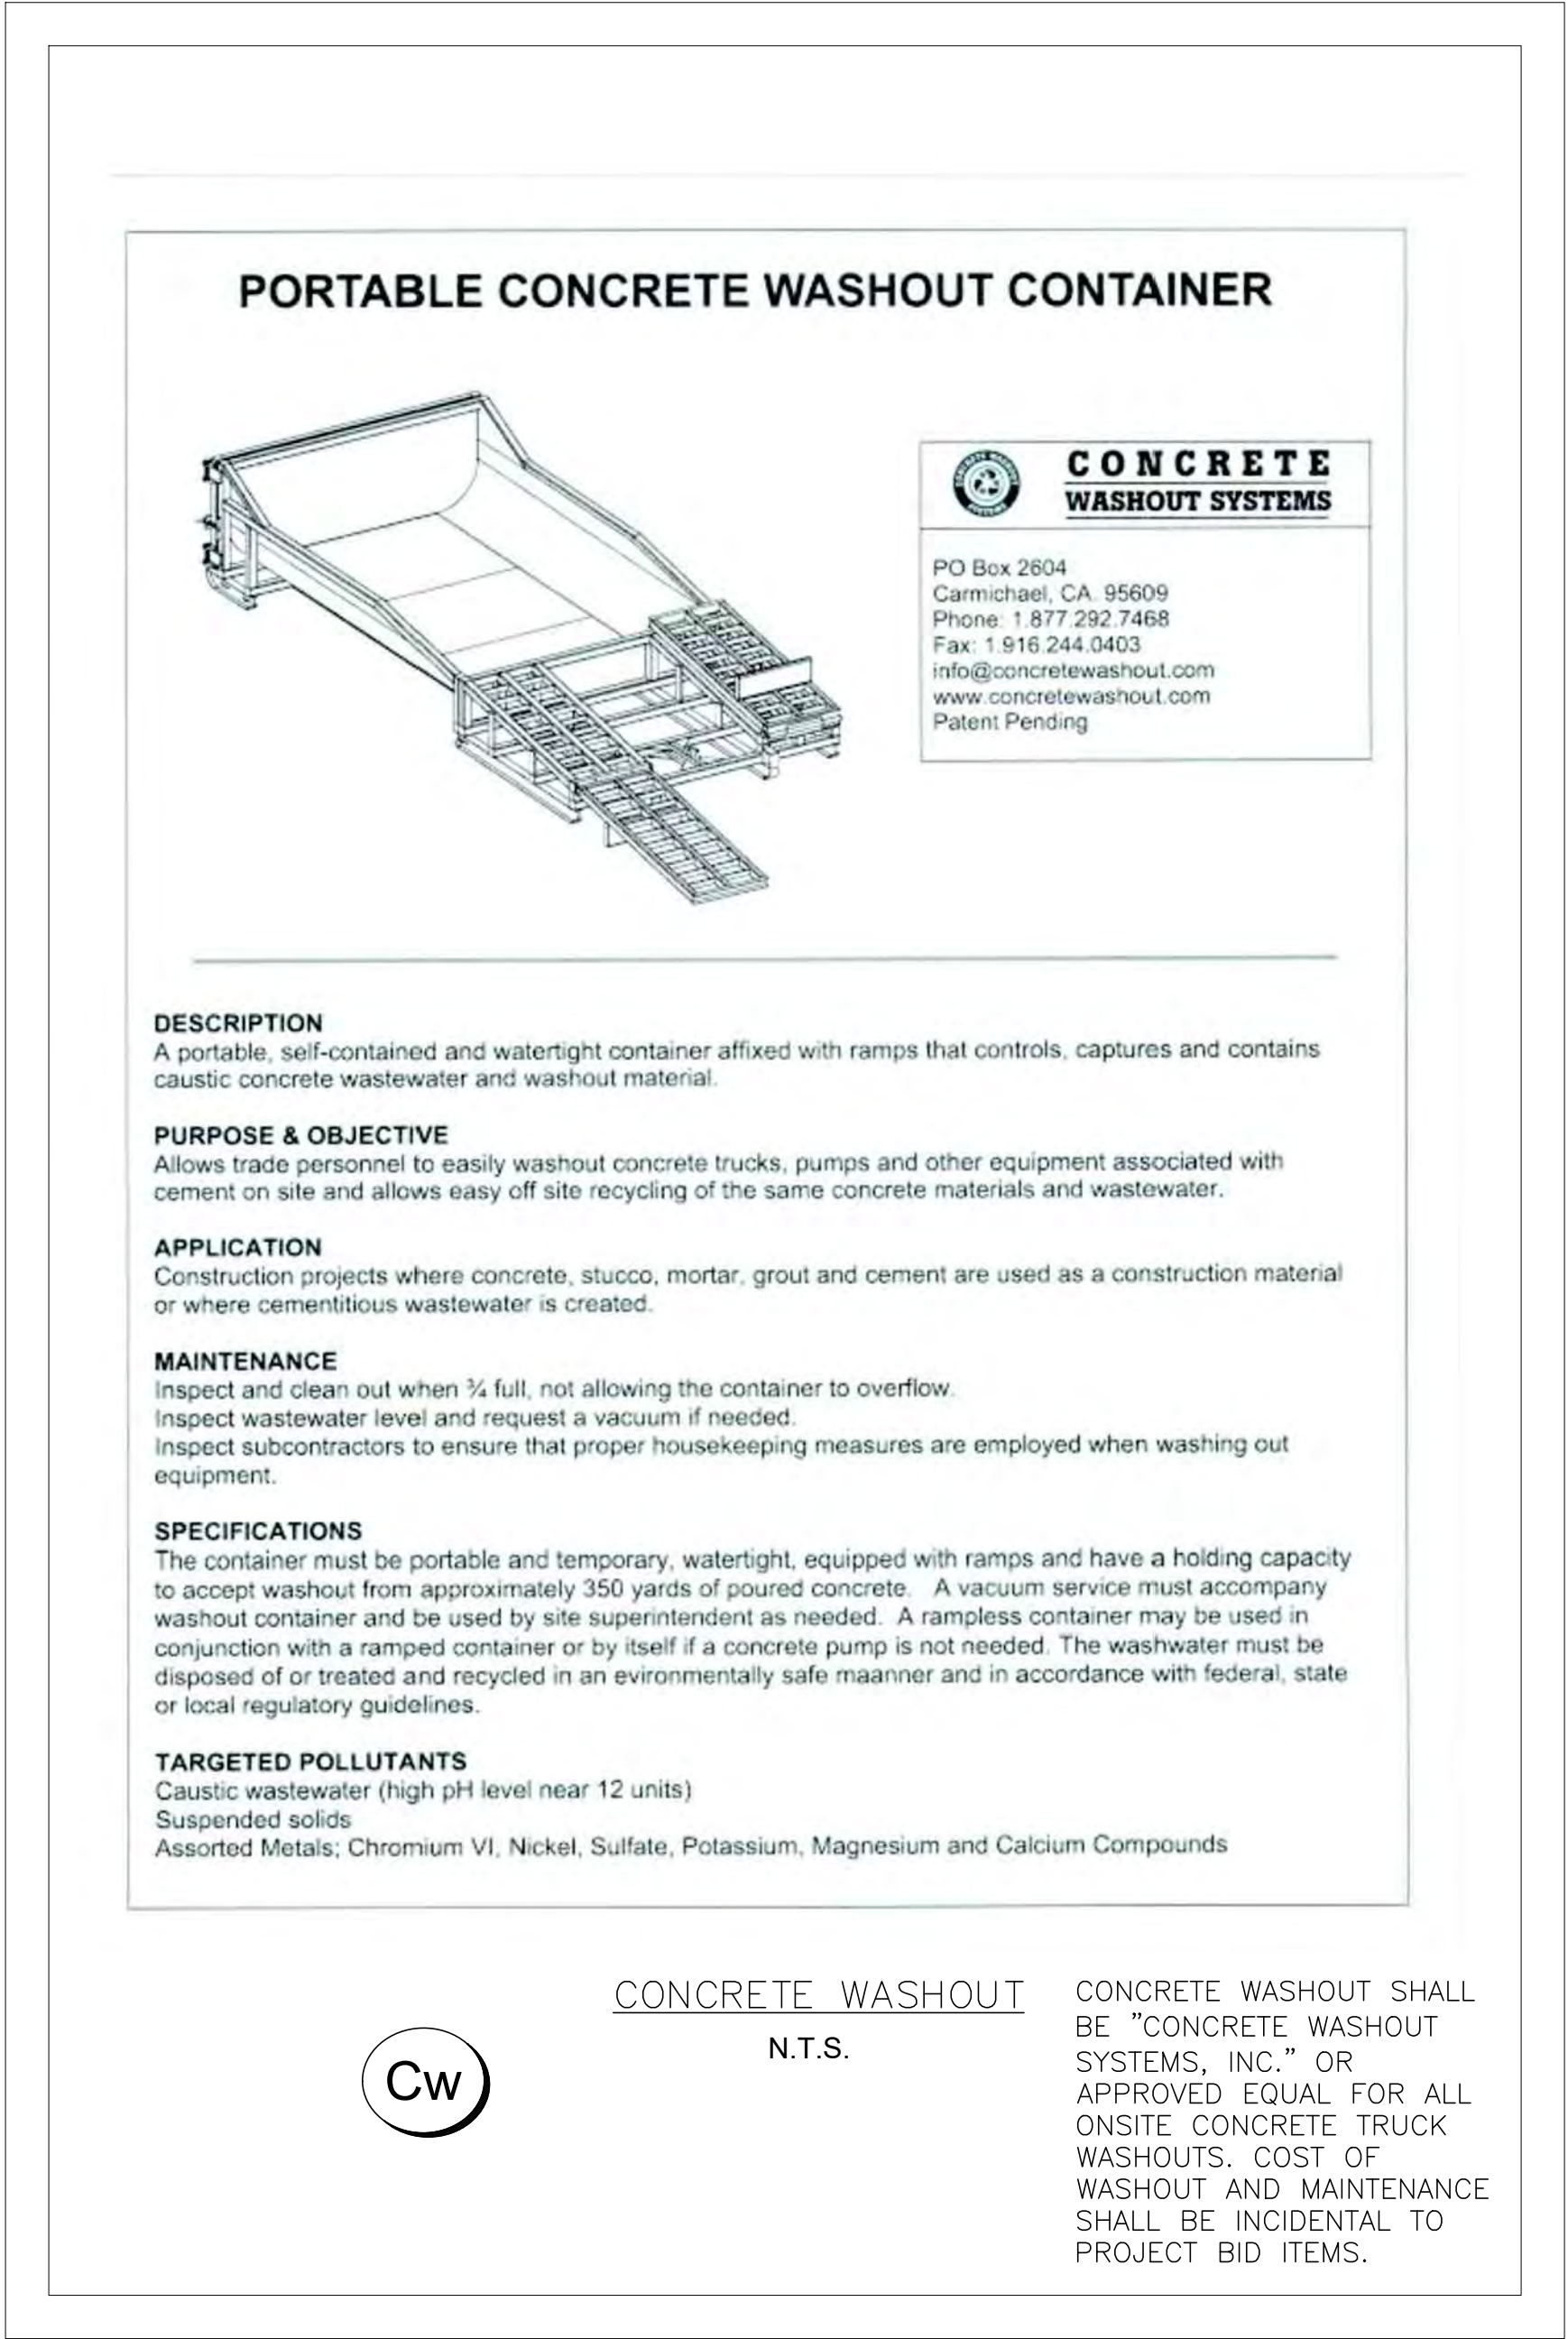 PORTABLE CONCRETE WASHOUT CONTAINER
CONCRETE
WASHOUT SYSTEMS
CONCRETE WASHOUT
SYSTEMS
PO Box 2604
Carmichael, CA. 95609
Phone: 1.877.292.7468
Fax: 1.916.244.0403
info@concretewashout.com
www.concretewashout.com
Patent Pending
DESCRIPTION
A portable, self-contained and watertight container affixed with ramps that controls, captures and contains
caustic concrete wastewater and washout material.
PURPOSE & OBJECTIVE
Allows trade personnel to easily washout concrete trucks, pumps and other equipment associated with
cement on site and allows easy off site recycling of the same concrete materials and wastewater.
APPLICATION
Construction projects where concrete, stucco, mortar, grout and cement are used as a construction material
or where cementitious wastewater is created.
MAINTENANCE
Inspect and clean out when ¾ full, not allowing the container to overflow.
Inspect wastewater level and request a vacuum if needed.
Inspect subcontractors to ensure that proper housekeeping measures are employed when washing out
equipment.
SPECIFICATIONS
The container must be portable and temporary, watertight, equipped with ramps and have a holding capacity
to accept washout from approximately 350 yards of poured concrete. A vacuum service must accompany
washout container and be used by site superintendent as needed. A rampless container may be used in
conjunction with a ramped container or by itself if a concrete pump is not needed. The washwater must be
disposed of or treated and recycled in an evironmentally safe maanner and in accordance with federal, state
or local regulatory guidelines.
TARGETED POLLUTANTS
Caustic wastewater (high pH level near 12 units)
Suspended solids
Assorted Metals; Chromium VI, Nickel, Sulfate, Potassium, Magnesium and Calcium Compounds
CONCRETE WASHOUT
N.T.S.
Cw
CONCRETE WASHOUT SHALL
BE "CONCRETE WASHOUT
SYSTEMS, INC." OR
APPROVED EQUAL FOR ALL
ONSITE CONCRETE TRUCK
WASHOUTS. COST OF
WASHOUT AND MAINTENANCE
SHALL BE INCIDENTAL TO
PROJECT BID ITEMS.